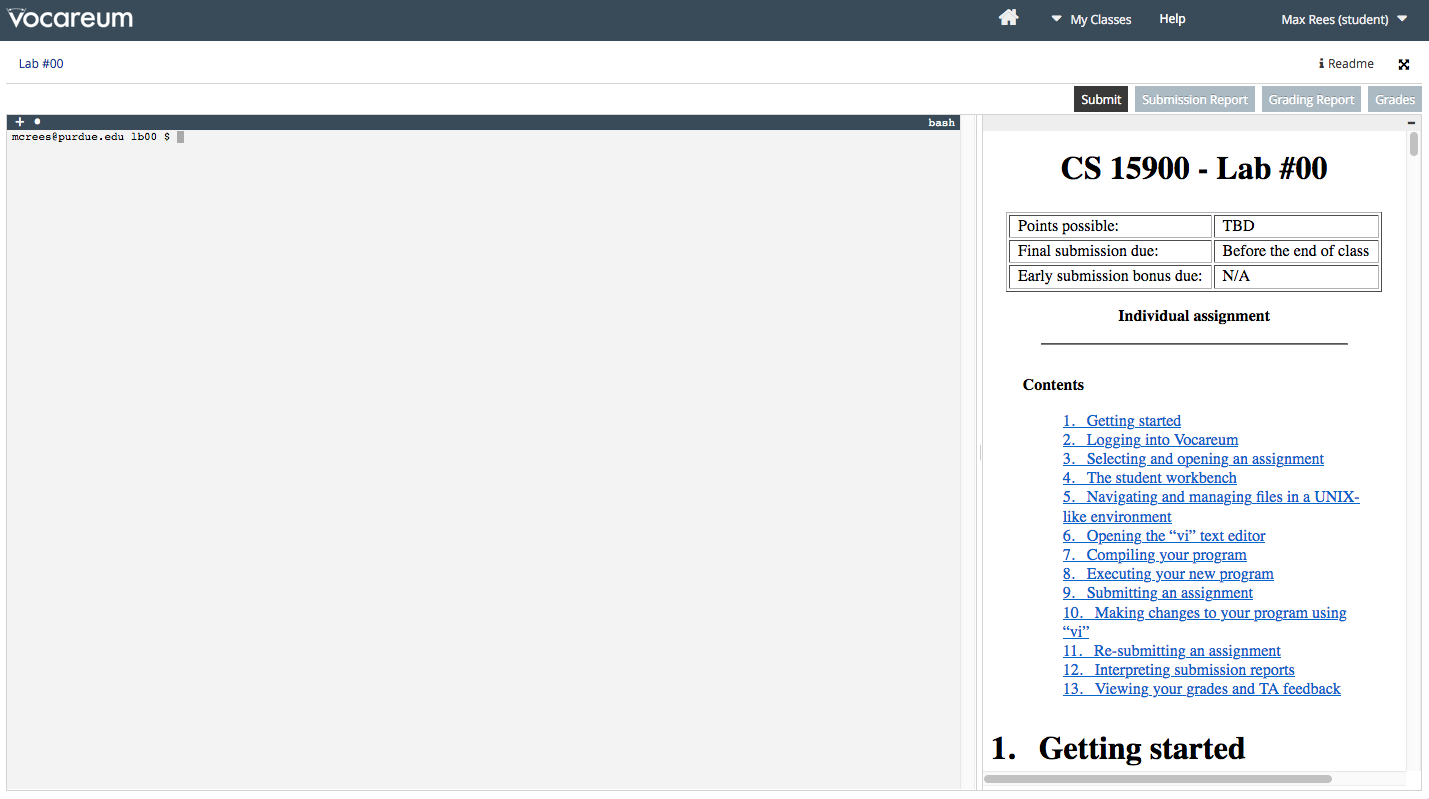 Vocareum
My Classes
Help
Max Rees (student)
Lab #00
Readme
Submit
Submission Report
Grading Report
Grades
bash
mcrees@purdue.edu lb00 $
CS 15900 - Lab #00
Points possible: TBD
Final submission due: Before the end of class
Early submission bonus due: N/A
Individual assignment
Contents
1. Getting started
2. Logging into Vocareum
3. Selecting and opening an assignment
4. The student workbench
5. Navigating and managing files in a UNIX-
like environment
6. Opening the “vi” text editor
7. Compiling your program
8. Executing your new program
9. Submitting an assignment
10. Making changes to your program using
“vi”
11. Re-submitting an assignment
12. Interpreting submission reports
13. Viewing your grades and TA feedback
1. Getting started